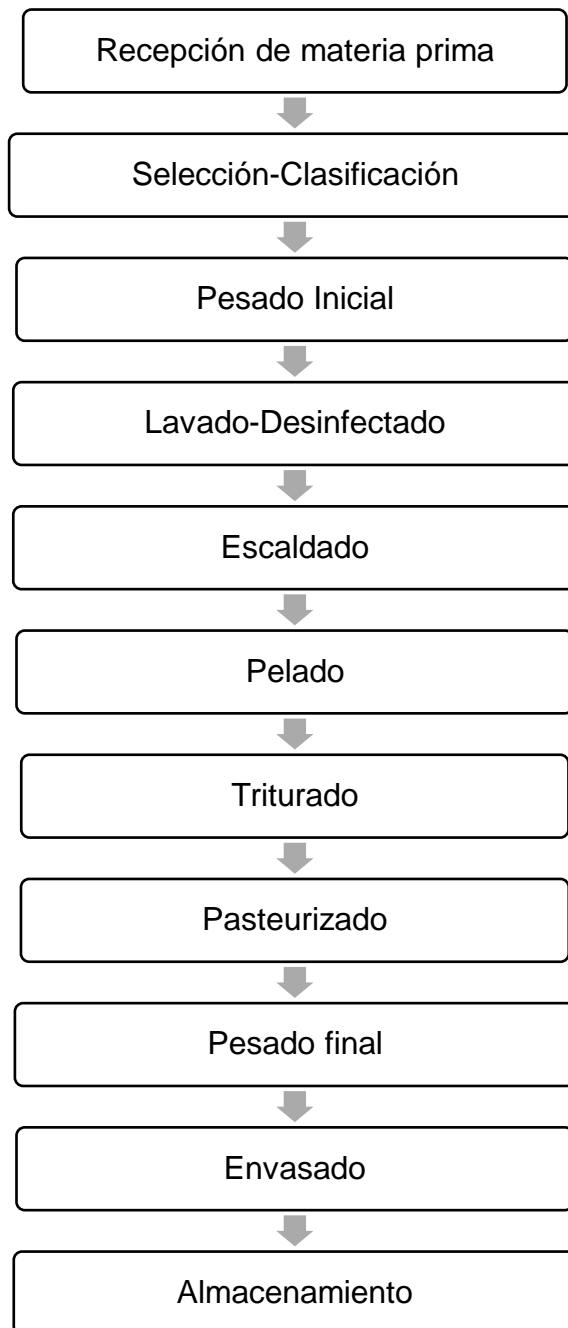 Recepción de materia prima
Selección-Clasificación
Pesado Inicial
Lavado-Desinfectado
Escaldado
Pelado
Triturado
Pasteurizado
Pesado final
Envasado
Almacenamiento